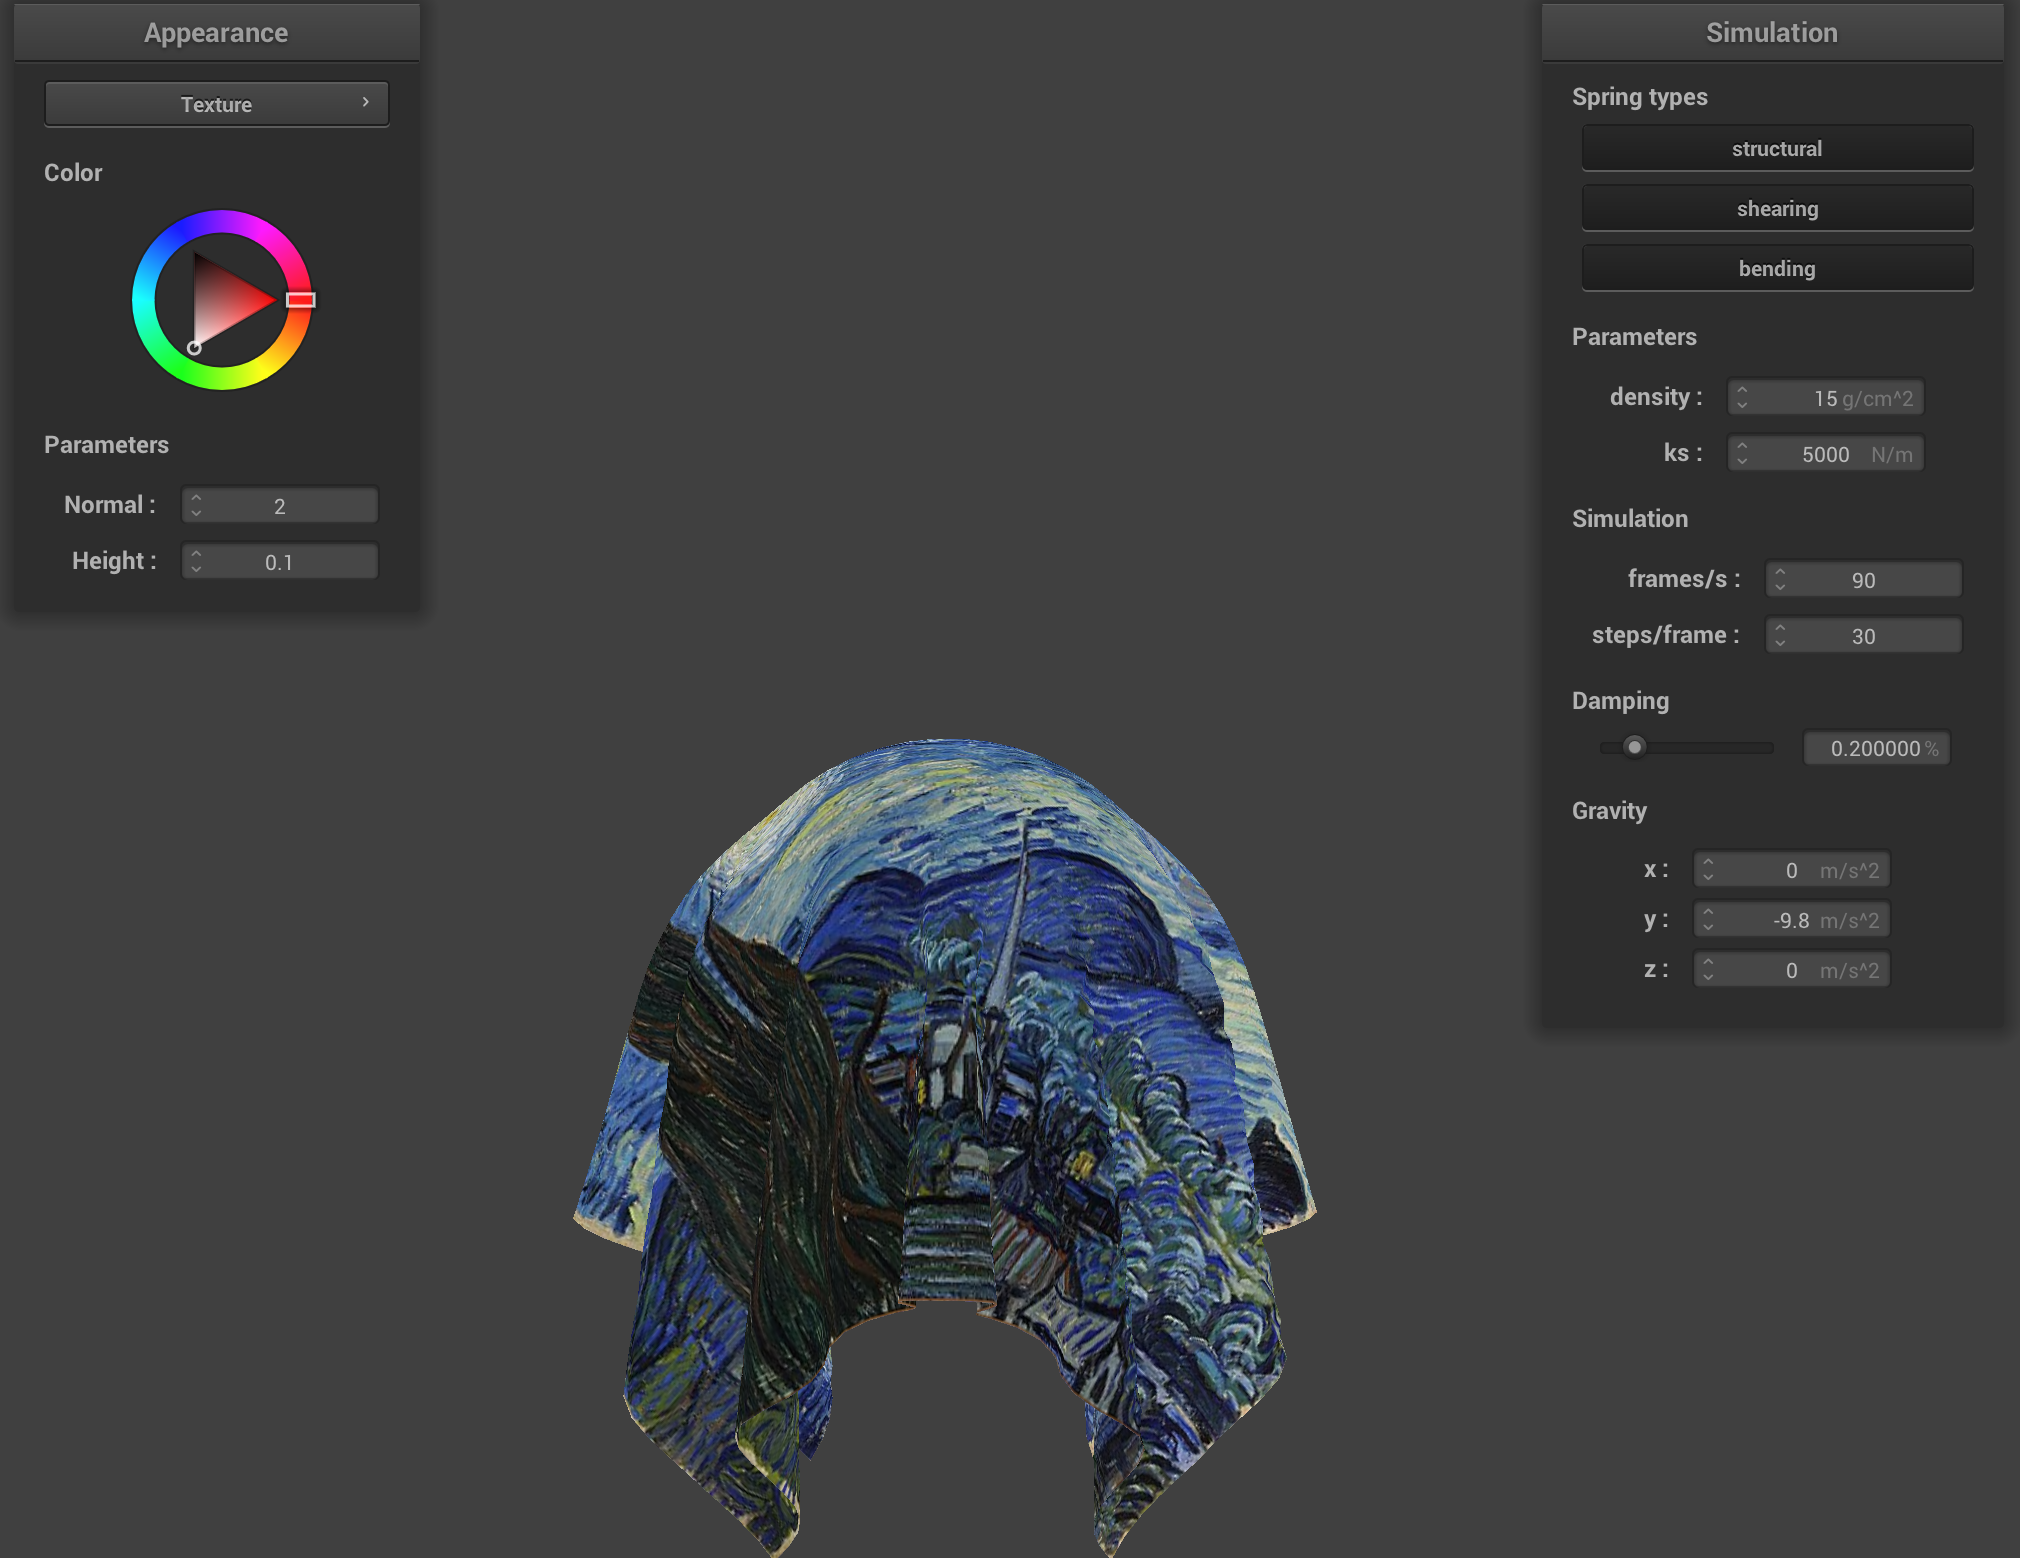 Appearance
Texture
Color
Parameters
Normal : 2
Height : 0.1
Simulation
Spring types
structural
shearing
bending
Parameters
density : 15 g/cm^2
ks : 5000 N/m
Simulation
frames/s : 90
steps/frame : 30
Damping
0.200000 %
Gravity
x : 0 m/s^2
y : -9.8 m/s^2
z : 0 m/s^2